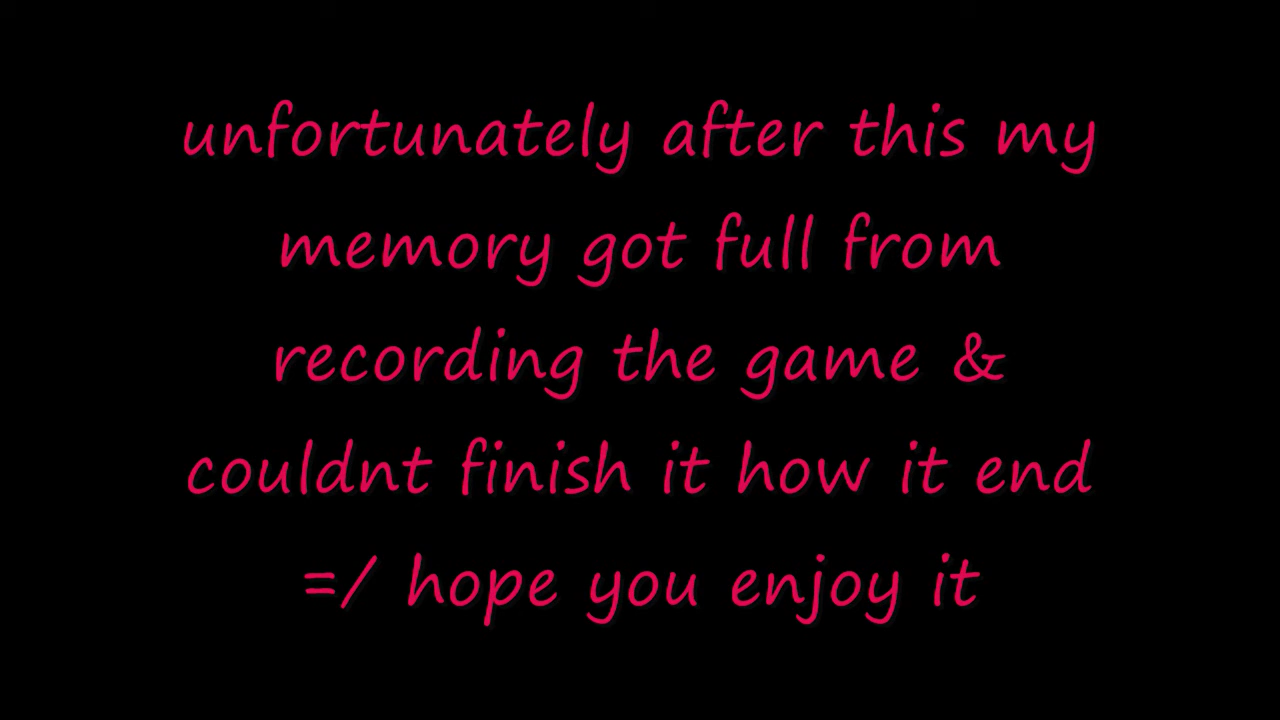 unfortunately after this my
memory got full from
recording the game &
couldnt finish it how it end
=/ hope you enjoy it